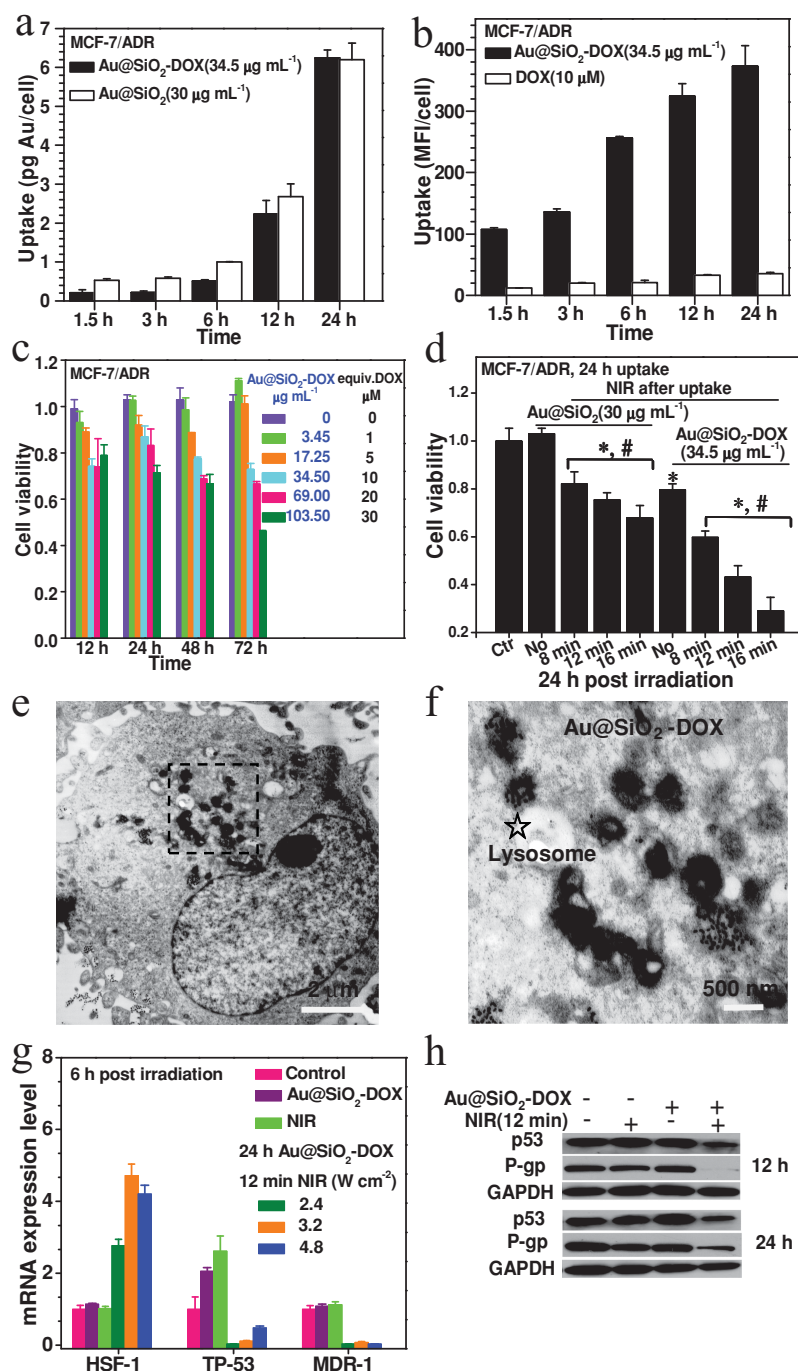 a
MCF-7/ADR
Au@SiO2-DOX(34.5 μg mL-1)
Au@SiO2(30 μg mL-1)
Uptake (pg Au/cell)
7
6
5
4
3
2
1
0
1.5 h 3 h 6 h 12 h 24 h
Time
b
MCF-7/ADR
Au@SiO2-DOX(34.5 μg mL-1)
DOX(10 μM)
Uptake (MFI/cell)
400
300
200
100
0
1.5 h 3 h 6 h 12 h 24 h
Time
c
MCF-7/ADR
Au@SiO2-DOX equiv.DOX
μg mL-1 μM
0 0
3.45 1
17.25 5
34.50 10
69.00 20
103.50 30
Cell viability
1.2
1.0
0.8
0.6
0.4
0.2
0.0
12 h 24 h 48 h 72 h
Time
d
MCF-7/ADR, 24 h uptake
NIR after uptake
Au@SiO2(30 μg mL-1)
Au@SiO2-DOX
(34.5 μg mL-1)
*, #
*
*, #
Cell viability
1.2
1.0
0.8
0.6
0.4
0.2
Ctr No 8 min 12 min 16 min No 8 min 12 min 16 min
24 h post irradiation
e
2 μm
f
Au@SiO2-DOX
Lysosome
500 nm
g
6 h post irradiation
Control
Au@SiO2-DOX
NIR
24 h Au@SiO2-DOX
12 min NIR (W cm-2)
2.4
3.2
4.8
mRNA expression level
8
6
4
2
0
HSF-1 TP-53 MDR-1
h
Au@SiO2-DOX - - + +
NIR(12 min) - + - +
p53
P-gp 12 h
GAPDH
p53
P-gp 24 h
GAPDH